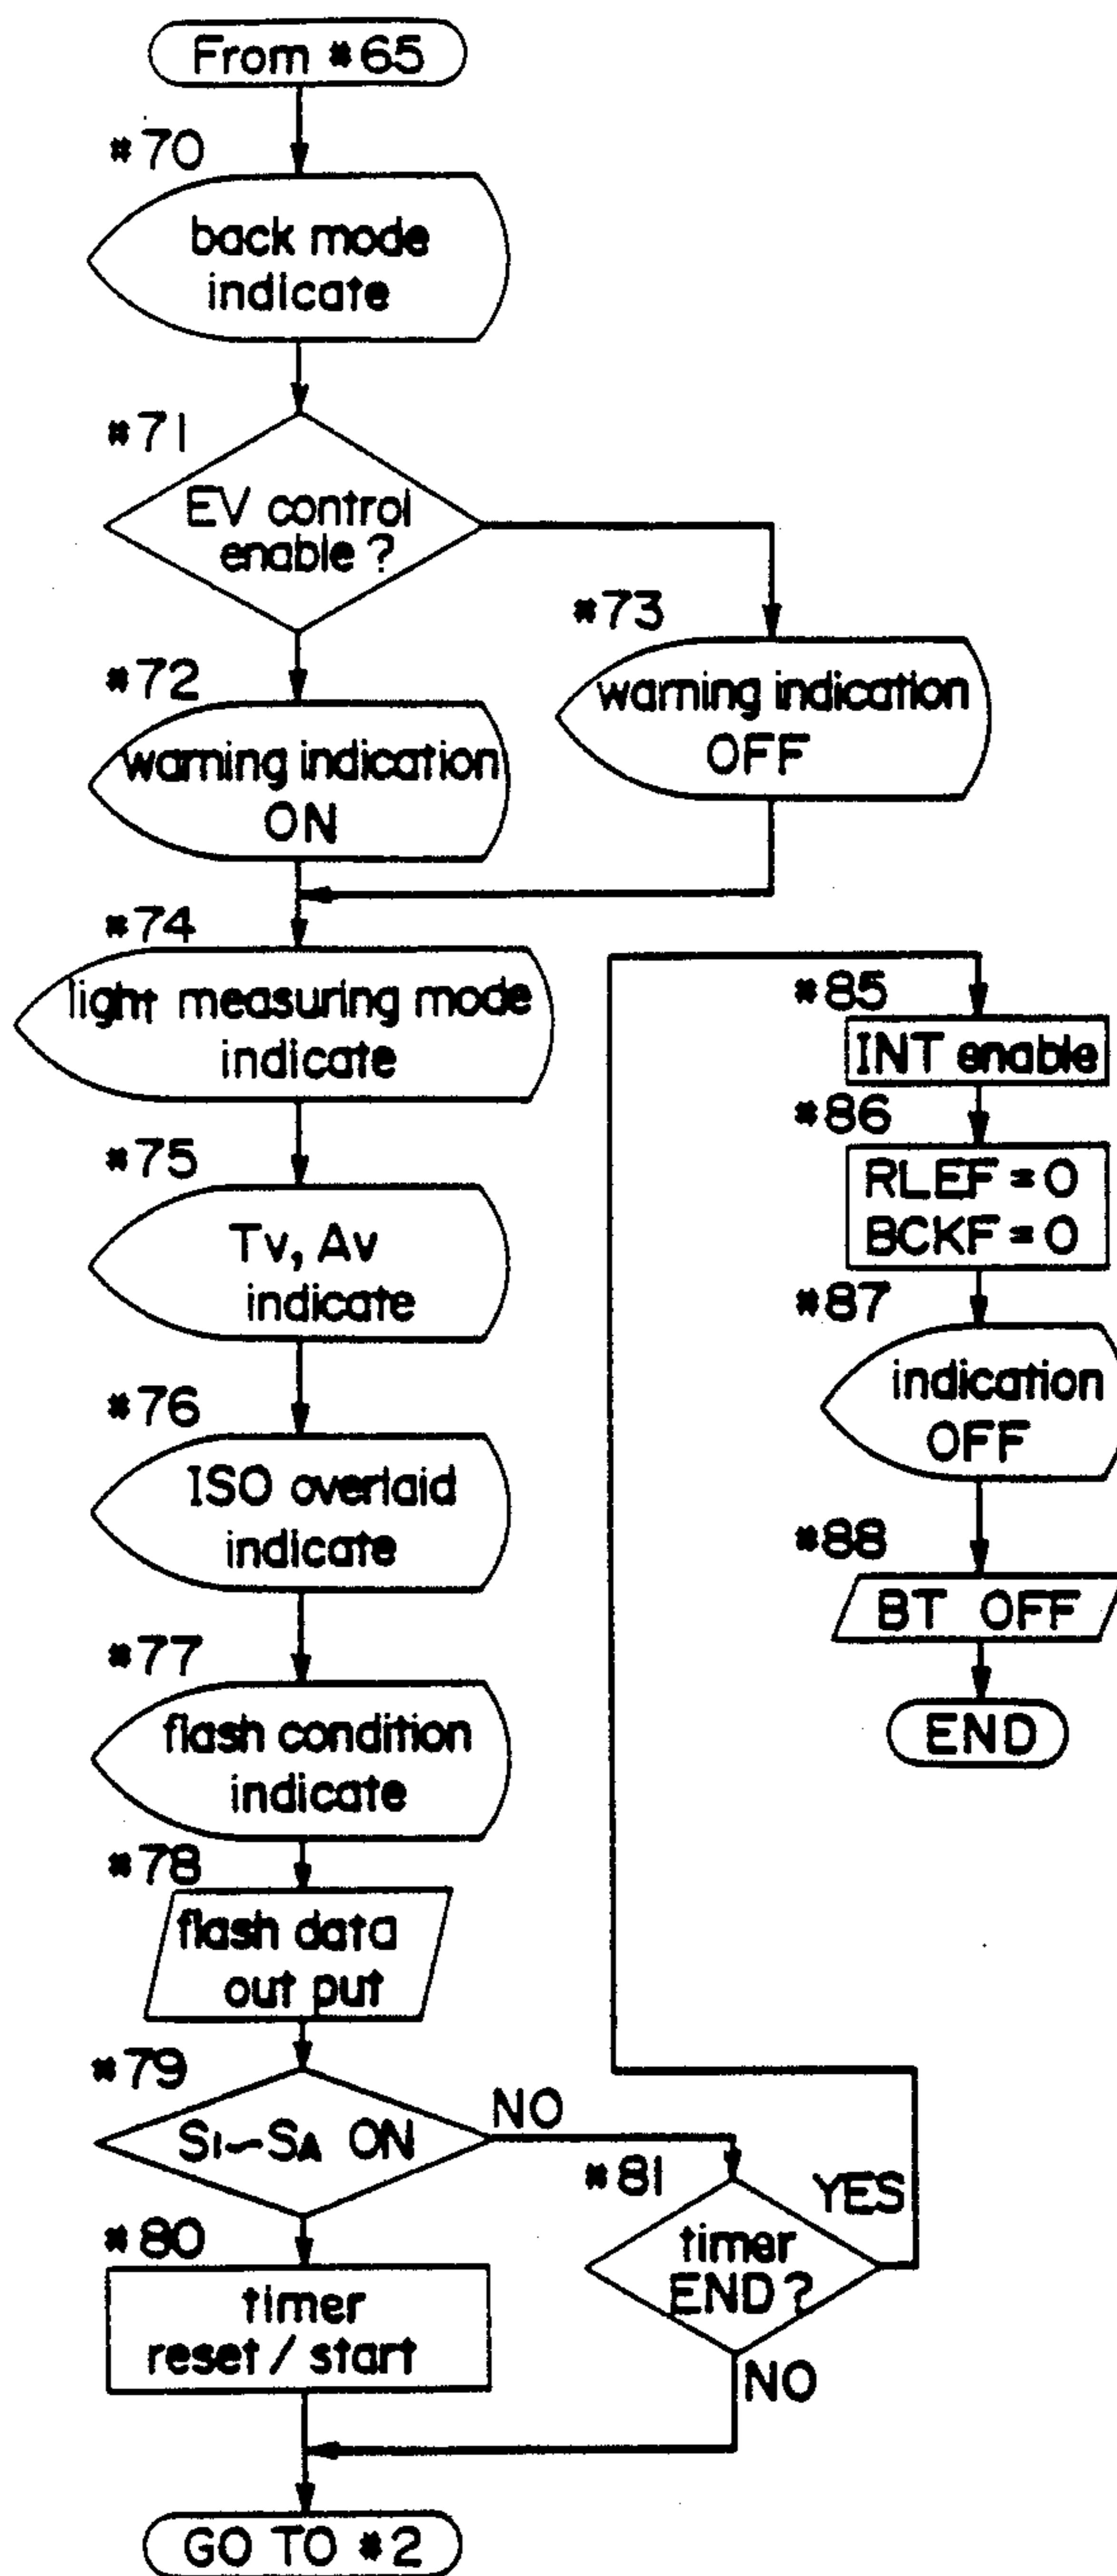 From *65
*70
back mode
indicate
*71
EV control
enable ?
*72
warning indication
ON
*73
warning indication
OFF
*74
light measuring mode
indicate
*75
Tv, Av
indicate
*76
ISO overlaid
indicate
*77
flash condition
indicate
*78
flash data
out put
*79
S1~SA ON
NO
*80
timer
reset / start
*81
timer
END ?
YES
NO
GO TO *2
*85
INT enable
*86
RLEF = 0
BCKF = 0
*87
indication
OFF
*88
BT OFF
END